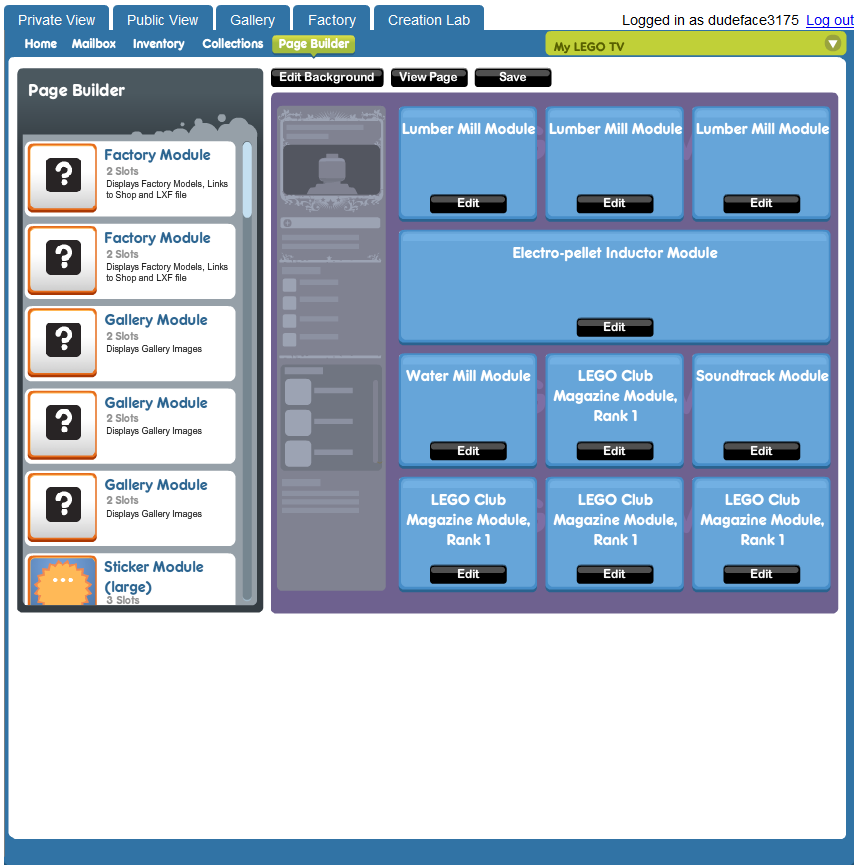 Private View Public View Gallery Factory Creation Lab
Logged in as dudeface3175 Log out
Home Mailbox Inventory Collections Page Builder
My LEGO TV
Page Builder
Edit Background View Page Save
Factory Module
2 Slots
Displays Factory Models, Links
to Shop and LXF file
Factory Module
2 Slots
Displays Factory Models, Links
to Shop and LXF file
Gallery Module
2 Slots
Displays Gallery Images
Gallery Module
2 Slots
Displays Gallery Images
Gallery Module
2 Slots
Displays Gallery Images
Sticker Module
(large)
3 Slots
Lumber Mill Module Lumber Mill Module Lumber Mill Module
Edit Edit Edit
Electro-pellet Inductor Module
Edit
Water Mill Module
Edit
LEGO Club
Magazine Module,
Rank 1
Edit
Soundtrack Module
Edit
LEGO Club
Magazine Module,
Rank 1
Edit
LEGO Club
Magazine Module,
Rank 1
Edit
LEGO Club
Magazine Module,
Rank 1
Edit